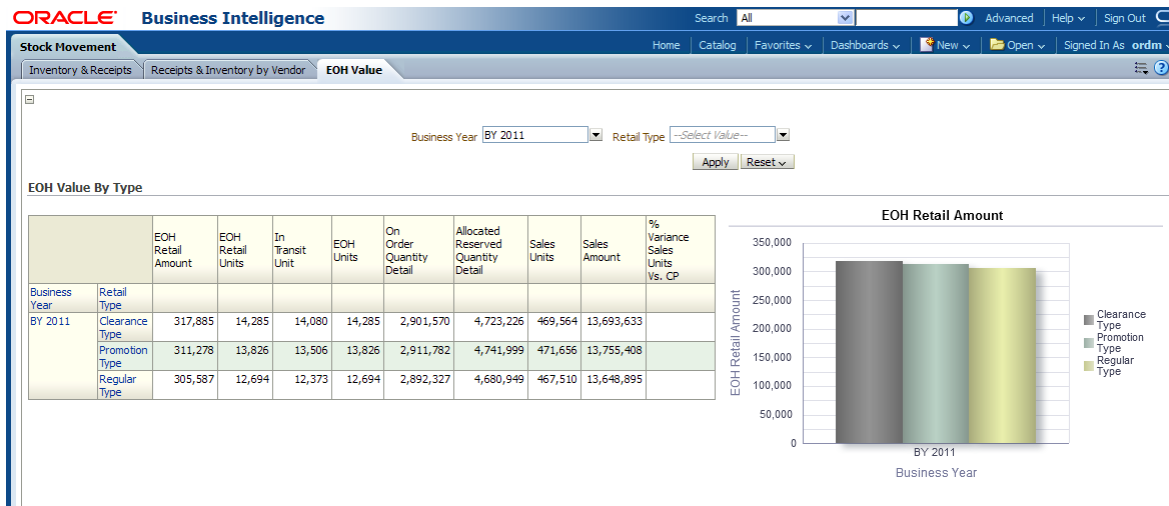 ORACLE Business Intelligence
Search All Advanced Help Sign Out
Stock Movement
Home Catalog Favorites Dashboards New Open Signed In As ordm
Inventory & Receipts Receipts & Inventory by Vendor EOH Value
Business Year BY 2011 Retail Type --Select Value--
Apply Reset
EOH Value By Type
EOH Retail Amount
EOH Retail Units
In Transit Unit
EOH Units
On Order Quantity Detail
Allocated Reserved Quantity Detail
Sales Units
Sales Amount
% Variance Sales Units Vs. CP
Business Year Retail Type
BY 2011 Clearance Type 317,885 14,285 14,080 14,285 2,901,570 4,723,226 469,564 13,693,633
Promotion Type 311,278 13,826 13,506 13,826 2,911,782 4,741,999 471,656 13,755,408
Regular Type 305,587 12,694 12,373 12,694 2,892,327 4,680,949 467,510 13,648,895
EOH Retail Amount
EOH Retail Amount
350,000
300,000
250,000
200,000
150,000
100,000
50,000
0
BY 2011
Business Year
Clearance Type
Promotion Type
Regular Type